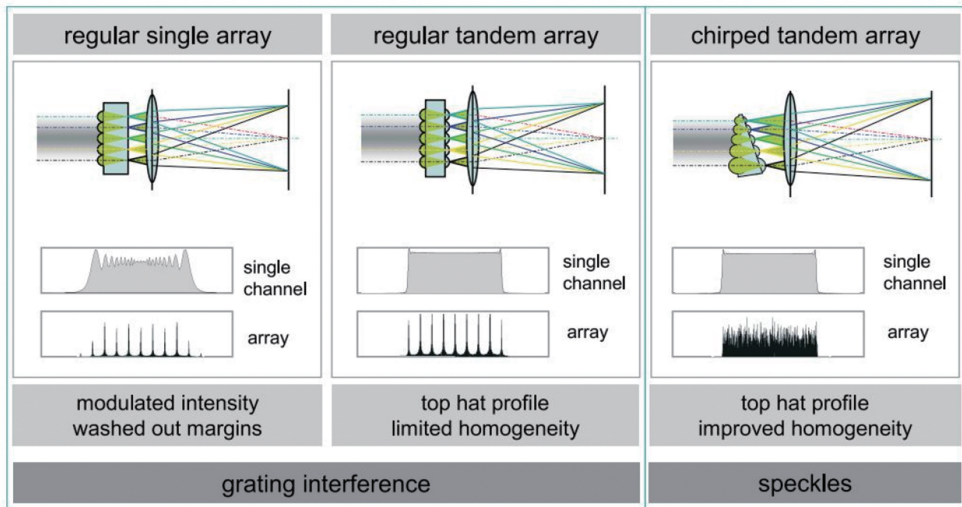 regular single array
regular tandem array
chirped tandem array
single
channel
array
single
channel
array
single
channel
array
modulated intensity
washed out margins
top hat profile
limited homogeneity
top hat profile
improved homogeneity
grating interference
speckles